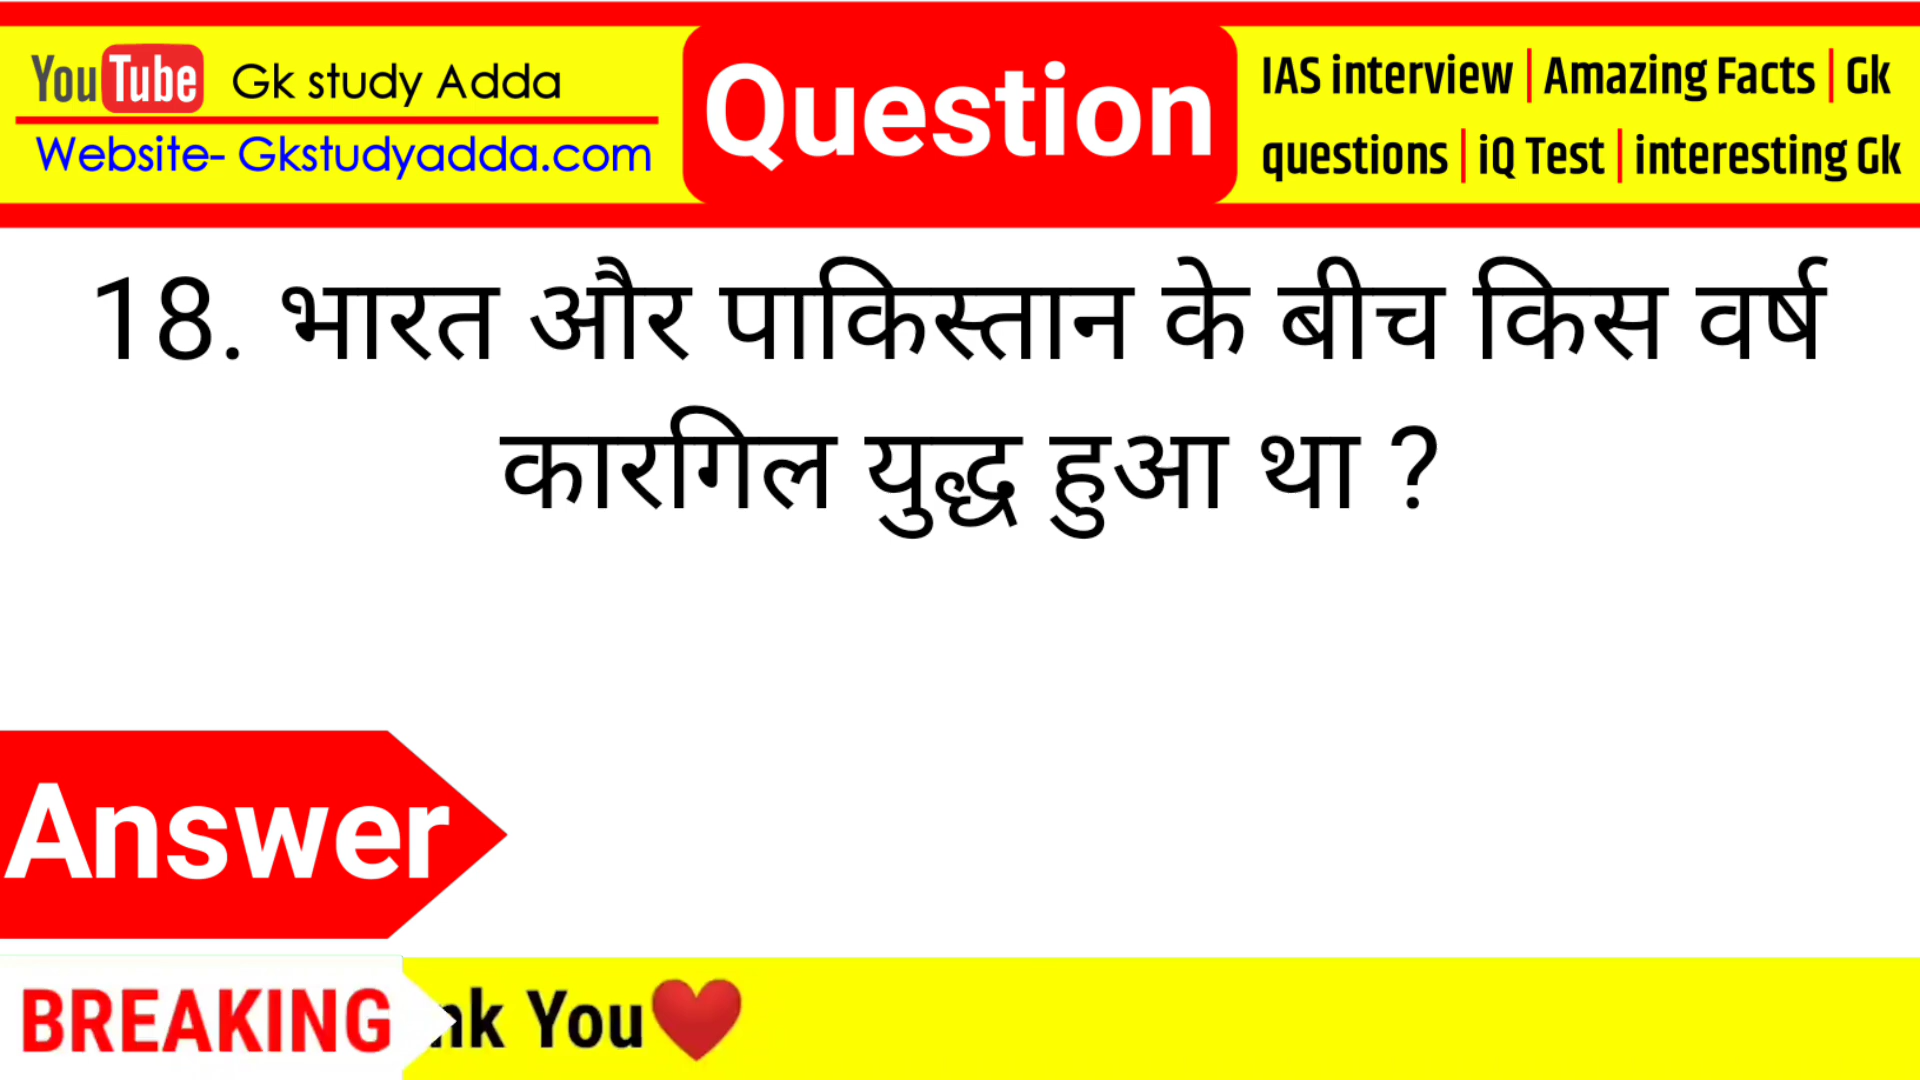 YouTube Gk study Adda
Website- Gkstudyadda.com
Question
IAS interview | Amazing Facts | Gk
questions | iQ Test | interesting Gk
18. भारत और पाकिस्तान के बीच किस वर्ष
कारगिल युद्ध हुआ था ?
Answer
BREAKING nk You❤